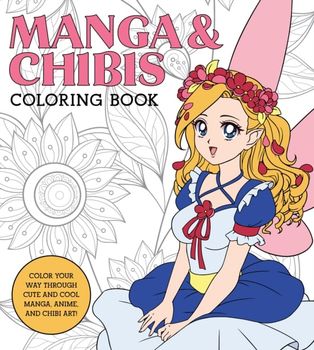 MANGA &
CHIBIS
COLORING BOOK
COLOR YOUR
WAY THROUGH
CUTE AND COOL
MANGA, ANIME,
AND CHIBI ART!